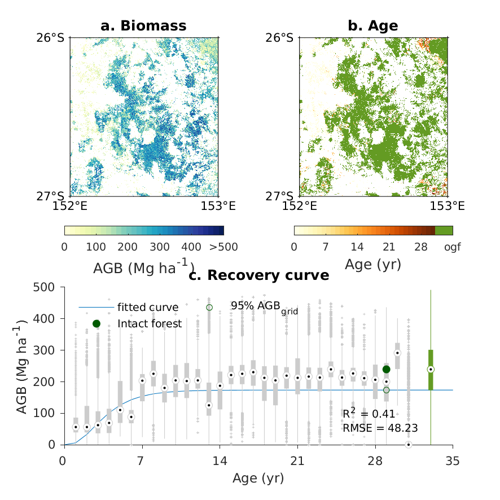 a. Biomass
b. Age
26°S
27°S
152°E
153°E
26°S
27°S
152°E
153°E
0 100 200 300 400 >500
AGB (Mg ha-1)
0 7 14 21 28 ogf
Age (yr)
c. Recovery curve
500
400
300
200
100
0
AGB (Mg ha-1)
fitted curve
Intact forest
95% AGBgrid
R2 = 0.41
RMSE = 48.23
0 7 14 21 28 35
Age (yr)